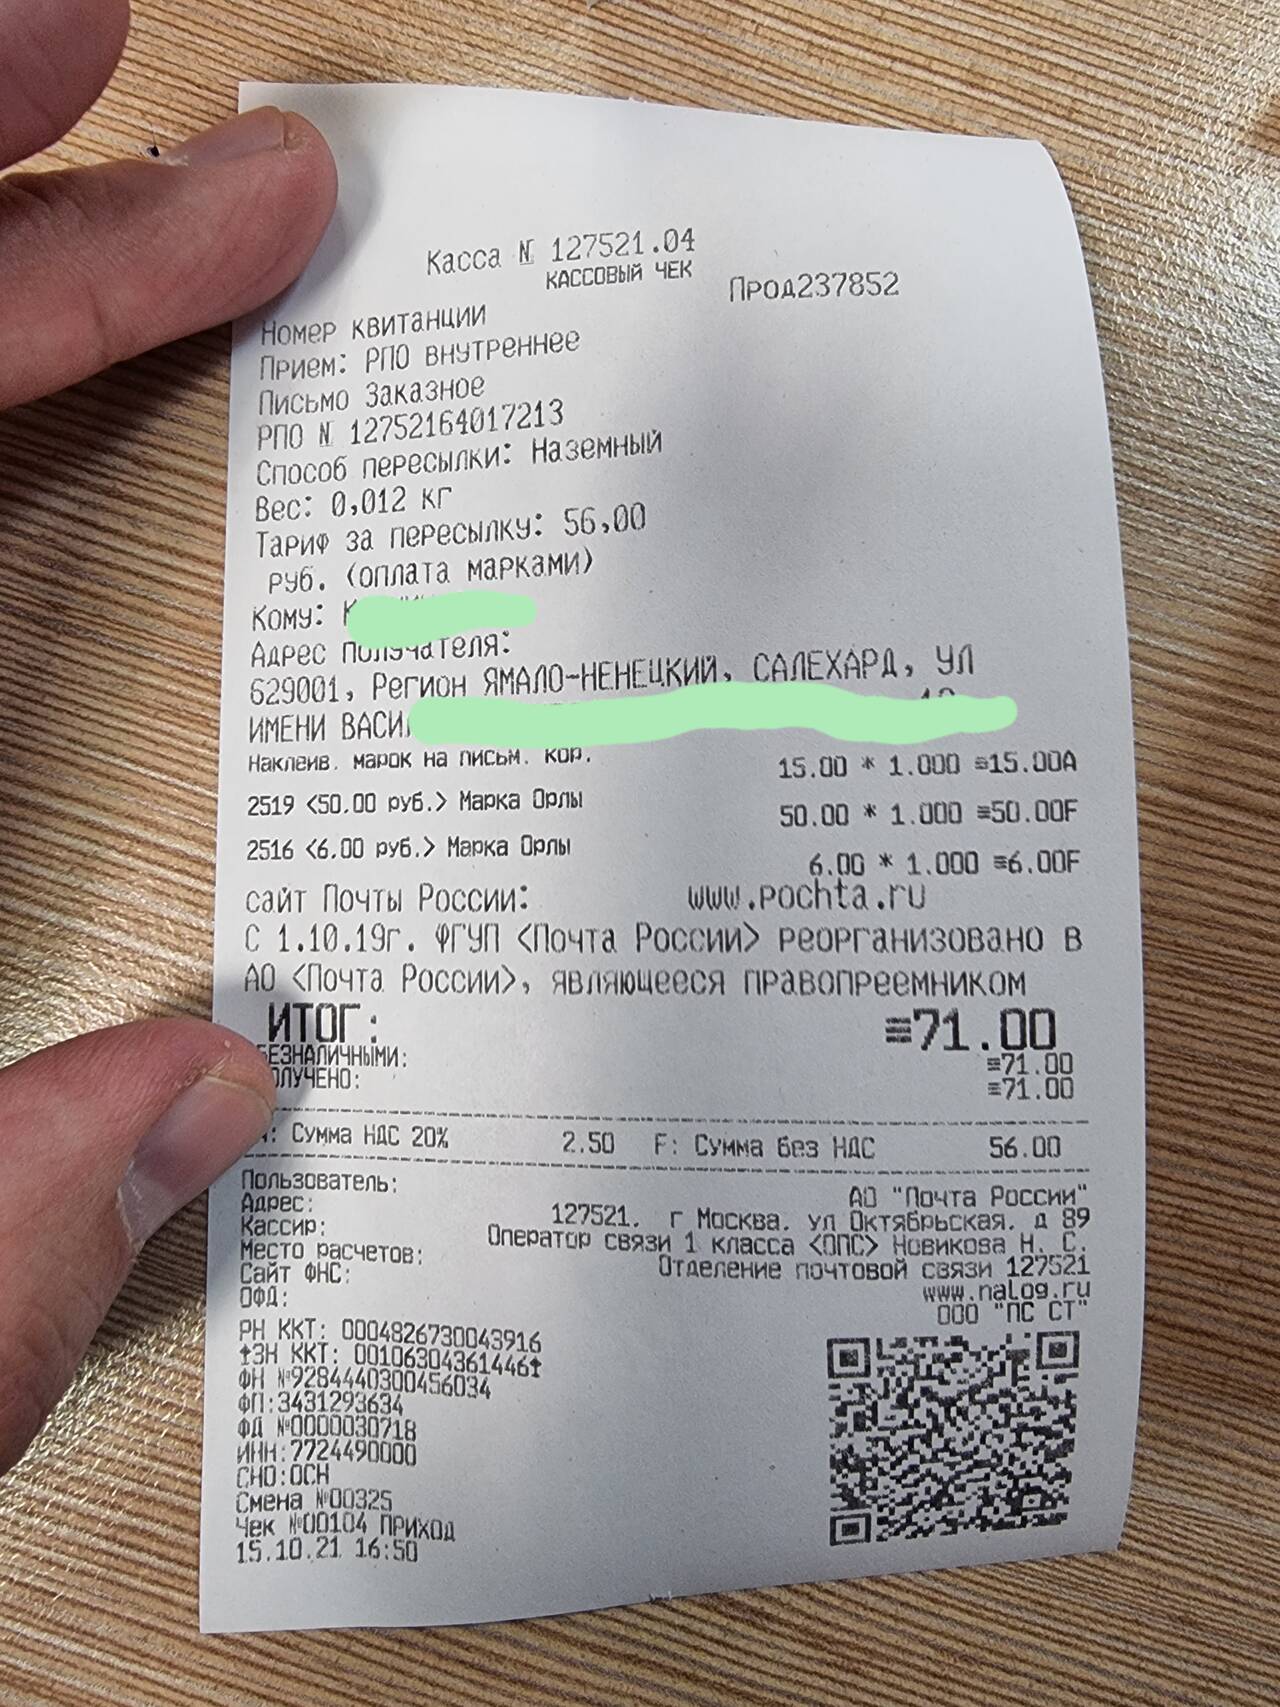 Касса № 127521.04
КАССОВЫЙ ЧЕК
Прод237852
Номер квитанции
Прием: РПО внутреннее
Письмо Заказное
РПО № 12752164017213
Способ пересылки: Наземный
Вес: 0,012 кг
Тариф за пересылку: 56,00
руб. (оплата марками)
Кому:
Адрес получателя:
629001, Регион ЯМАЛО-НЕНЕЦКИЙ, САЛЕХАРД, УЛ
ИМЕНИ
Наклеив. марок на письм. кор.
15.00 * 1.000 ≡15.00А
2519 <50.00 руб.> Марка Орлы
50.00 * 1.000 ≡50.00F
2516 <6.00 руб.> Марка Орлы
6.00 * 1.000 ≡6.00F
сайт Почты России: www.pochta.ru
С 1.10.19г. ФГУП <Почта России> реорганизовано в
АО <Почта России>, являющееся правопреемником
ИТОГ: ≡71.00
БЕЗНАЛИЧНЫМИ: ≡71.00
ПОЛУЧЕНО: ≡71.00
А: Сумма НДС 20% 2.50 F: Сумма без НДС 56.00
Пользователь: АО "Почта России"
Адрес: 127521, г Москва, ул Октябрьская, д 89
Кассир: Оператор связи 1 класса <ОПС> Новикова Н. С.
Место расчетов: Отделение почтовой связи 127521
Сайт ФНС: www.nalog.ru
ОФД: ООО "ПС СТ"
РН ККТ: 0004826730043916
↑ЗН ККТ: 00106304361446↑
ФН №9284440300456034
ФП:3431293634
ФД №0000030718
ИНН:7724490000
СНО:ОСН
Смена №00325
Чек №00104 ПРИХОД
15.10.21 16:50